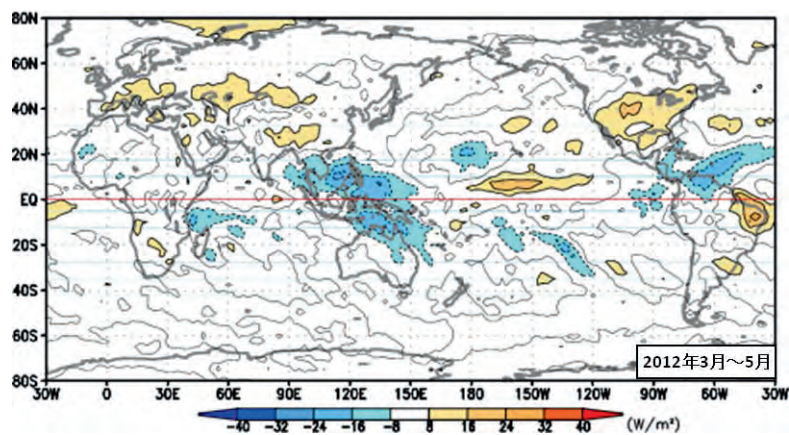 80N
60N
40N
20N
EQ
20S
40S
60S
80S
2012年3月～5月
30W 0 30E 60E 90E 120E 150E 180 150W 120W 90W 60W 30W
-40 -32 -24 -16 -8 8 16 24 32 40 (W/m²)